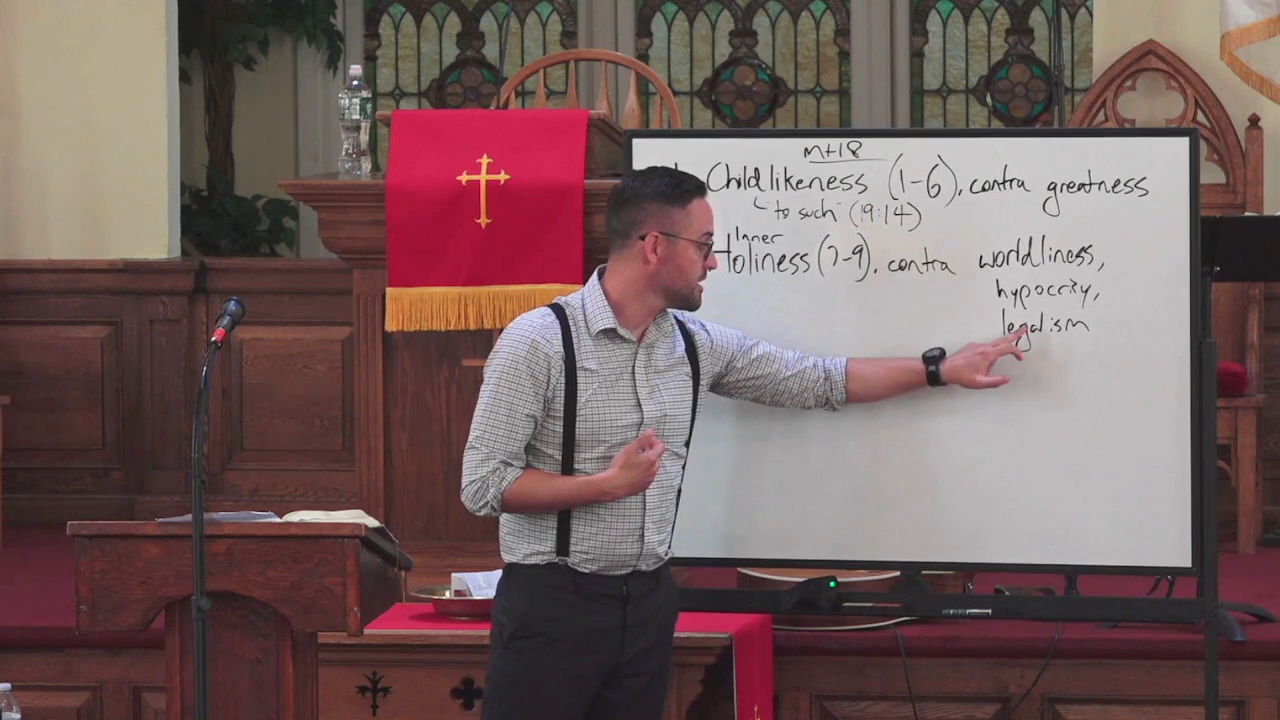 Mt 18
Childlikeness (1-6), contra greatness
"to such" (19:14)
Inner
Holiness (7-9), contra worldliness,
hypocrisy,
legalism